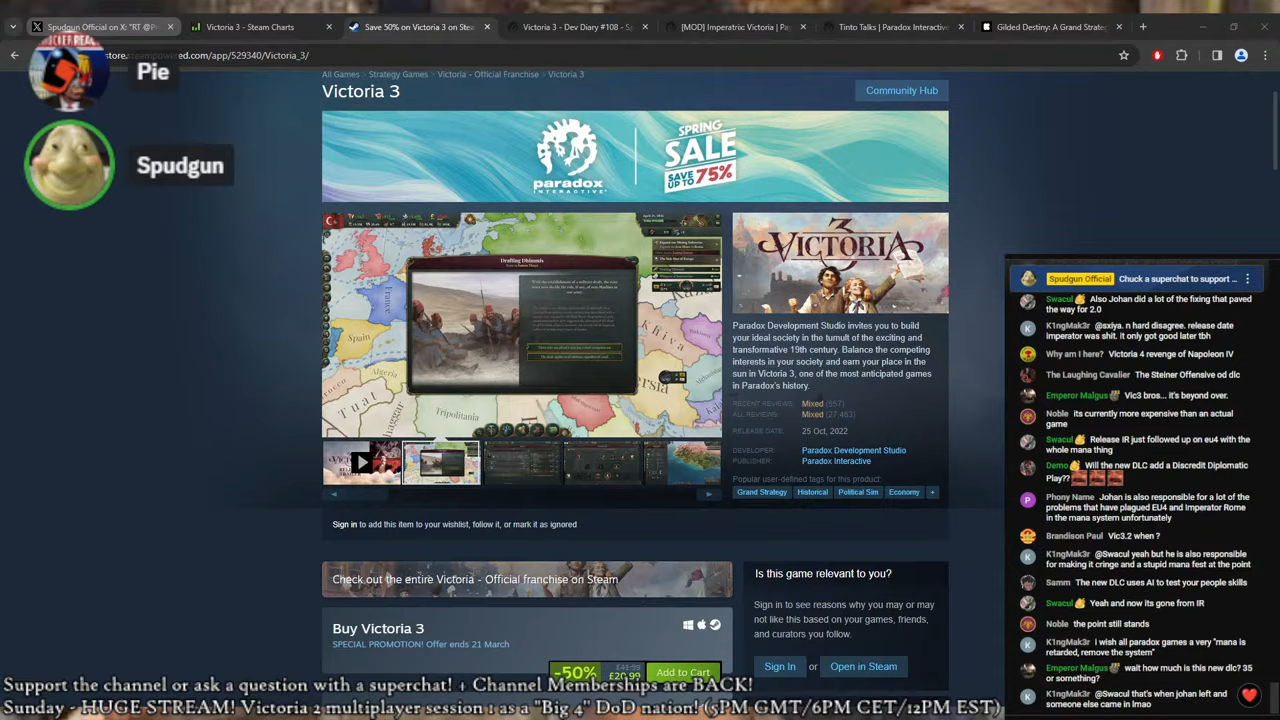 Spudgun Official on X: "RT @P
Victoria 3 - Steam Charts
Save 50% on Victoria 3 on Stea
Victoria 3 - Dev Diary #108 - S
[MOD] Imperatrix: Victoria | Pa
Tinto Talks | Paradox Interactiv
Gilded Destiny: A Grand Strate
store.steampowered.com/app/529340/Victoria_3/
Pie
Spudgun
All Games > Strategy Games > Victoria - Official Franchise > Victoria 3
Victoria 3
Community Hub
paradox
INTERACTIVE
SPRING
SALE
SAVE UP TO 75%
Drafting Dhimmis
France
Spain
Algeria
Tripolitania
Tuat
Khiva
VICTORIA
3
Paradox Development Studio invites you to build
your ideal society in the tumult of the exciting and
transformative 19th century. Balance the competing
interests in your society and earn your place in the
sun in Victoria 3, one of the most anticipated games
in Paradox's history.
RECENT REVIEWS: Mixed (557)
ALL REVIEWS: Mixed (27,463)
RELEASE DATE: 25 Oct, 2022
DEVELOPER: Paradox Development Studio
PUBLISHER: Paradox Interactive
Popular user-defined tags for this product:
Grand Strategy Historical Political Sim Economy +
Sign in to add this item to your wishlist, follow it, or mark it as ignored
Check out the entire Victoria - Official franchise on Steam
Is this game relevant to you?
Sign in to see reasons why you may or may
not like this based on your games, friends,
and curators you follow.
Sign In or Open in Steam
Buy Victoria 3
SPECIAL PROMOTION! Offer ends 21 March
-50% £41.99 £20.99 Add to Cart
Spudgun Official Chuck a superchat to support ...
Swacul Also Johan did a lot of the fixing that paved
the way for 2.0
K1ngMak3r @sxiya. n hard disagree. release date
imperator was shit. it only got good later tbh
Why am I here? Victoria 4 revenge of Napoleon IV
The Laughing Cavalier The Steiner Offensive od dlc
Emperor Malgus Vic3 bros... it's beyond over.
Noble its currently more expensive than an actual
game
Swacul Release IR just followed up on eu4 with the
whole mana thing
Demo Will the new DLC add a Discredit Diplomatic
Play??
Phony Name Johan is also responsible for a lot of the
problems that have plagued EU4 and Imperator Rome
in the mana system unfortunately
Brandison Paul Vic3.2 when ?
K1ngMak3r @Swacul yeah but he is also responsible
for making it cringe and a stupid mana fest at the point
Samm The new DLC uses AI to test your people skills
Swacul Yeah and now its gone from IR
Noble the point still stands
K1ngMak3r i wish all paradox games a very "mana is
retarded, remove the system"
Emperor Malgus wait how much is this new dlc? 35
or something?
K1ngMak3r @Swacul that's when johan left and
someone else came in lmao
Support the channel or ask a question with a superchat! + Channel Memberships are BACK!
Sunday - HUGE STREAM! Victoria 2 multiplayer session 1 as a "Big 4" DoD nation! (5PM GMT/6PM CET/12PM EST)